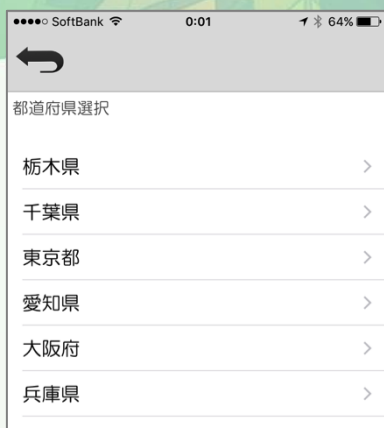 SoftBank 0:01 64%
都道府県選択
栃木県
千葉県
東京都
愛知県
大阪府
兵庫県